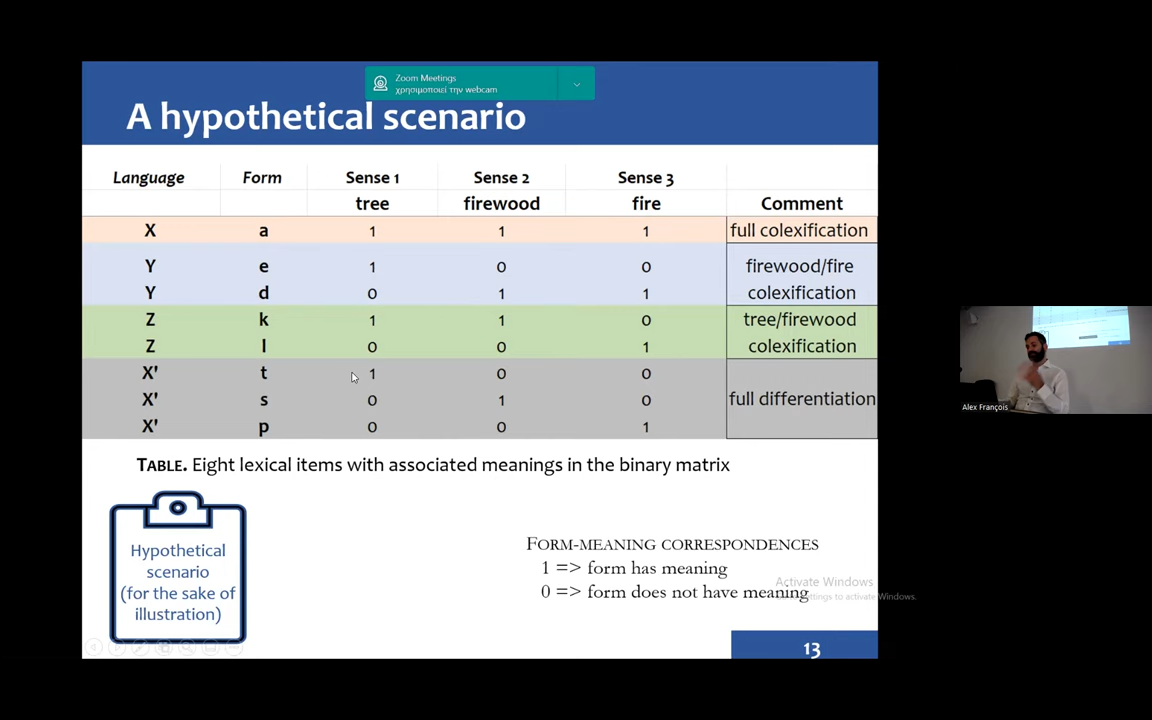 Zoom Meetings
χρησιμοποιεί την webcam
A hypothetical scenario
Language Form Sense 1 Sense 2 Sense 3
tree firewood fire Comment
X a 1 1 1 full colexification
Y e 1 0 0 firewood/fire
Y d 0 1 1 colexification
Z k 1 1 0 tree/firewood
Z l 0 0 1 colexification
X' t 1 0 0
X' s 0 1 0 full differentiation
X' p 0 0 1
TABLE. Eight lexical items with associated meanings in the binary matrix
Hypothetical
scenario
(for the sake of
illustration)
FORM-MEANING CORRESPONDENCES
1 => form has meaning
0 => form does not have meaning
Activate Windows
settings to activate Windows.
13
Alex François